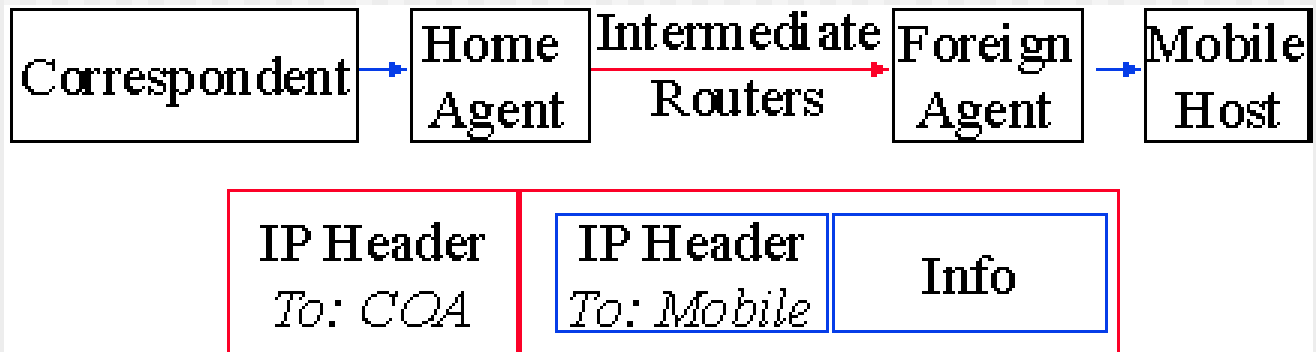 Correspondent
Home
Agent
Intermediate
Routers
Foreign
Agent
Mobile
Host
IP Header
To: COA
IP Header
To: Mobile
Info